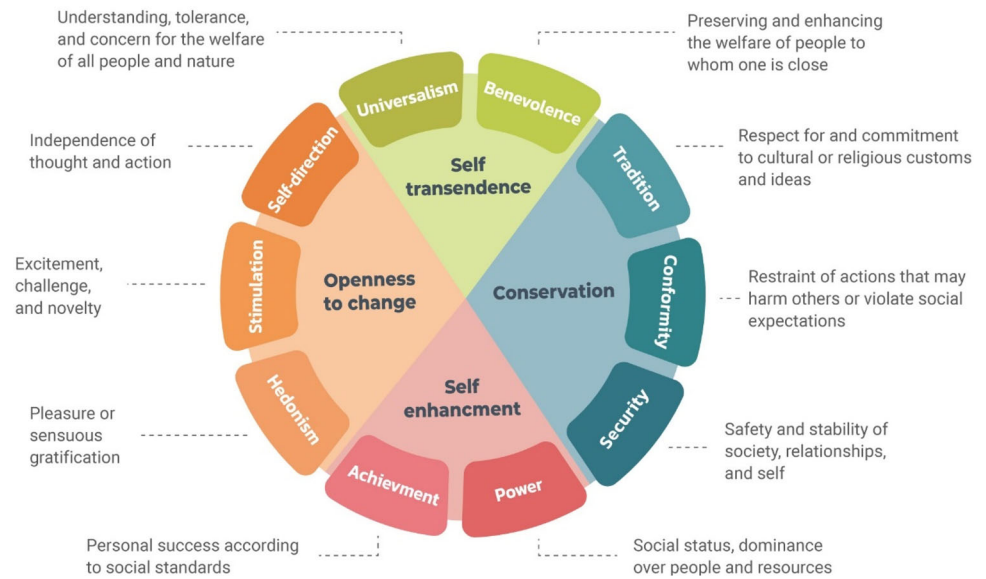 Understanding, tolerance,
and concern for the welfare
of all people and nature
Preserving and enhancing
the welfare of people to
whom one is close
Universalism
Benevolence
Independence of
thought and action
Self-direction
Self
transendence
Tradition
Respect for and commitment
to cultural or religious customs
and ideas
Excitement,
challenge,
and novelty
Stimulation
Openness
to change
Conservation
Conformity
Restraint of actions that may
harm others or violate social
expectations
Pleasure or
sensuous
gratification
Hedonism
Self
enhancment
Security
Safety and stability of
society, relationships,
and self
Achievment
Power
Personal success according
to social standards
Social status, dominance
over people and resources